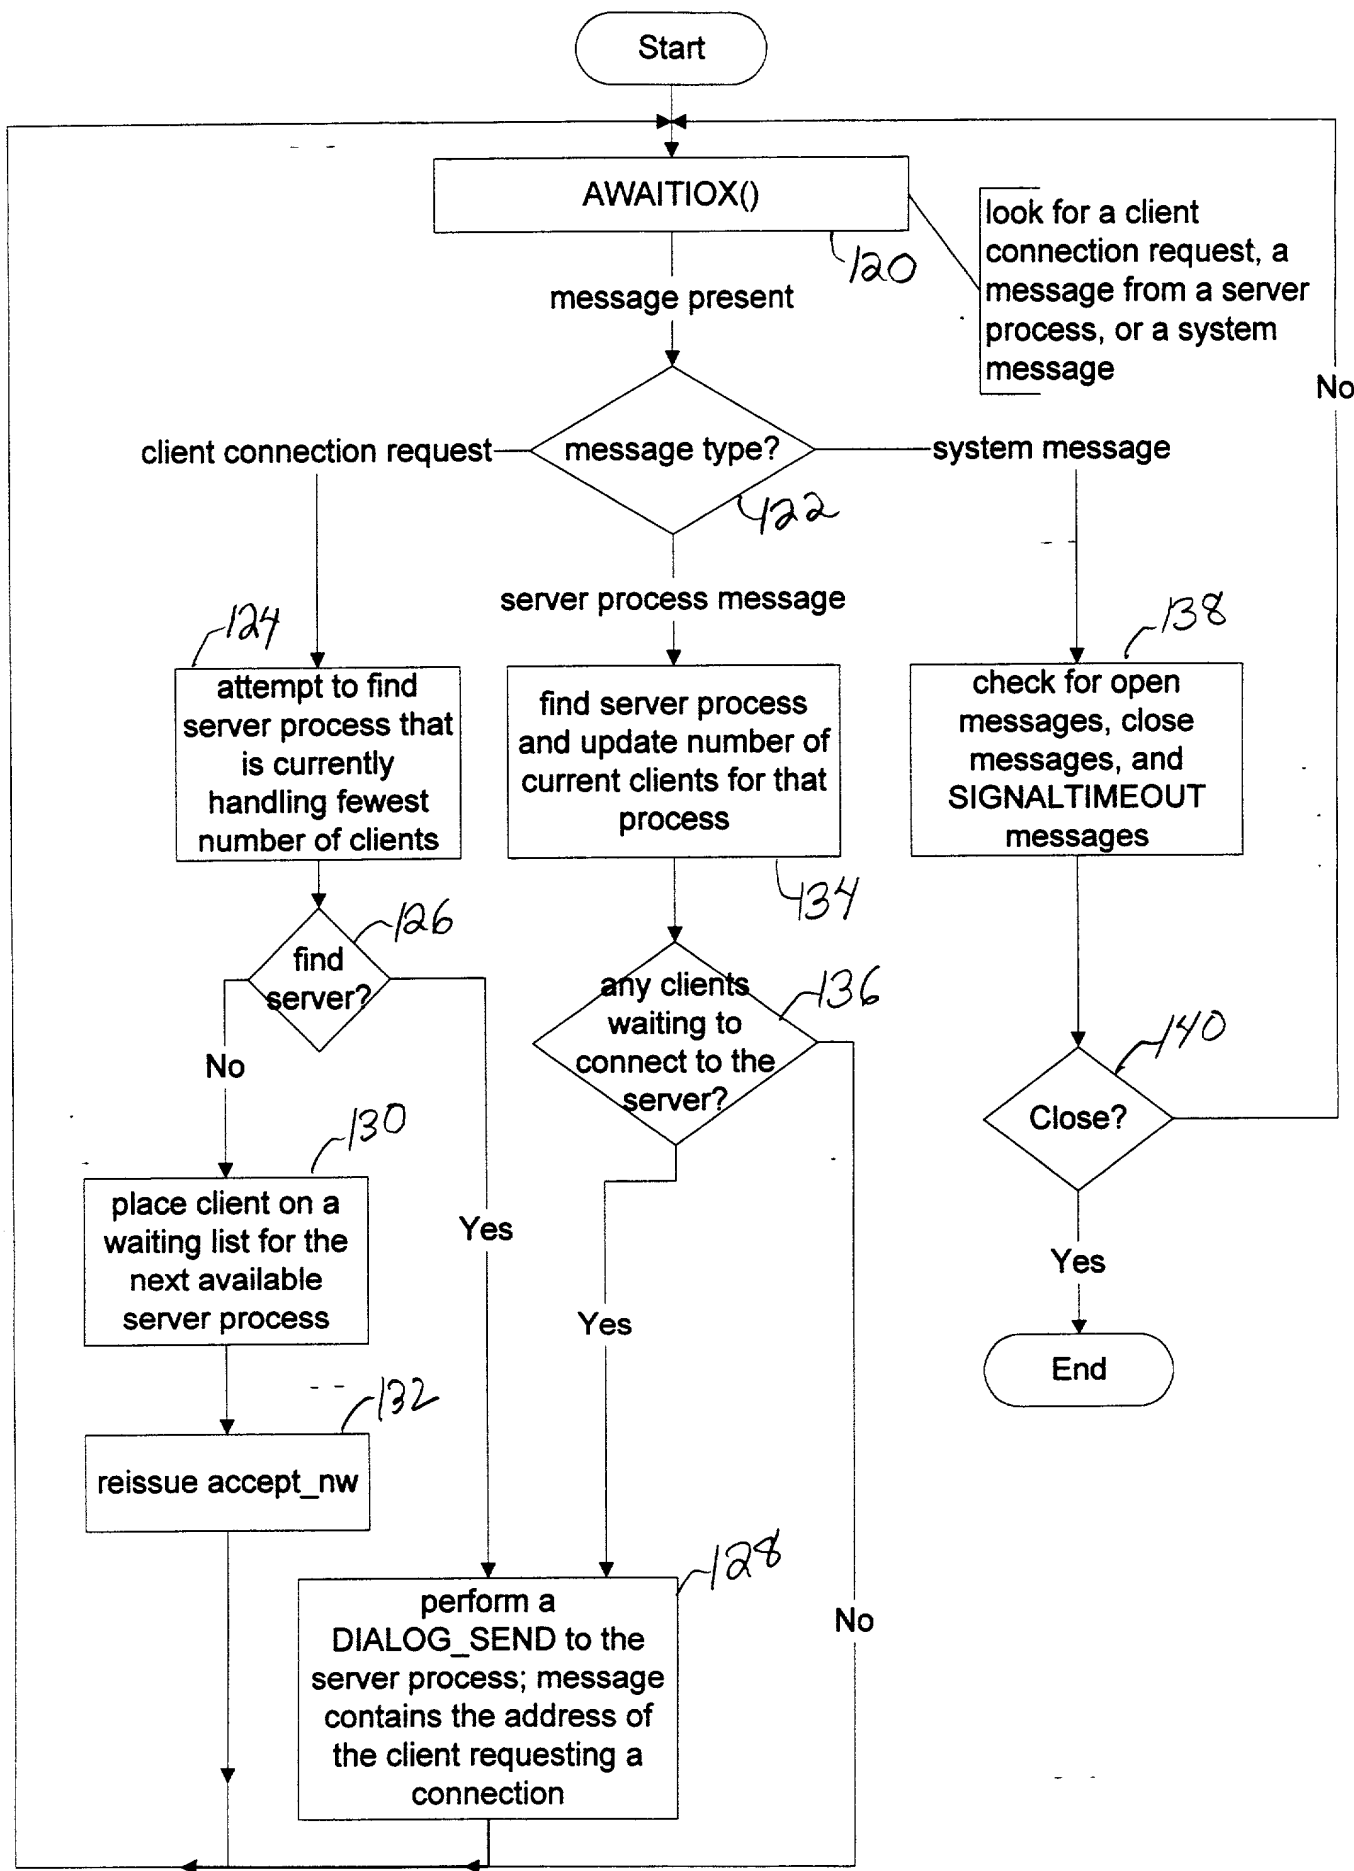 Start
AWAITIOX()
120
look for a client
connection request, a
message from a server
process, or a system
message
message present
No
client connection request
message type?
system message
422
server process message
124
attempt to find
server process that
is currently
handling fewest
number of clients
find server process
and update number of
current clients for that
process
434
138
check for open
messages, close
messages, and
SIGNALTIMEOUT
messages
126
find
server?
any clients
waiting to
connect to the
server?
136
140
Close?
No
130
place client on a
waiting list for the
next available
server process
Yes
Yes
Yes
End
132
reissue accept_nw
128
perform a
DIALOG_SEND to the
server process; message
contains the address of
the client requesting a
connection
No